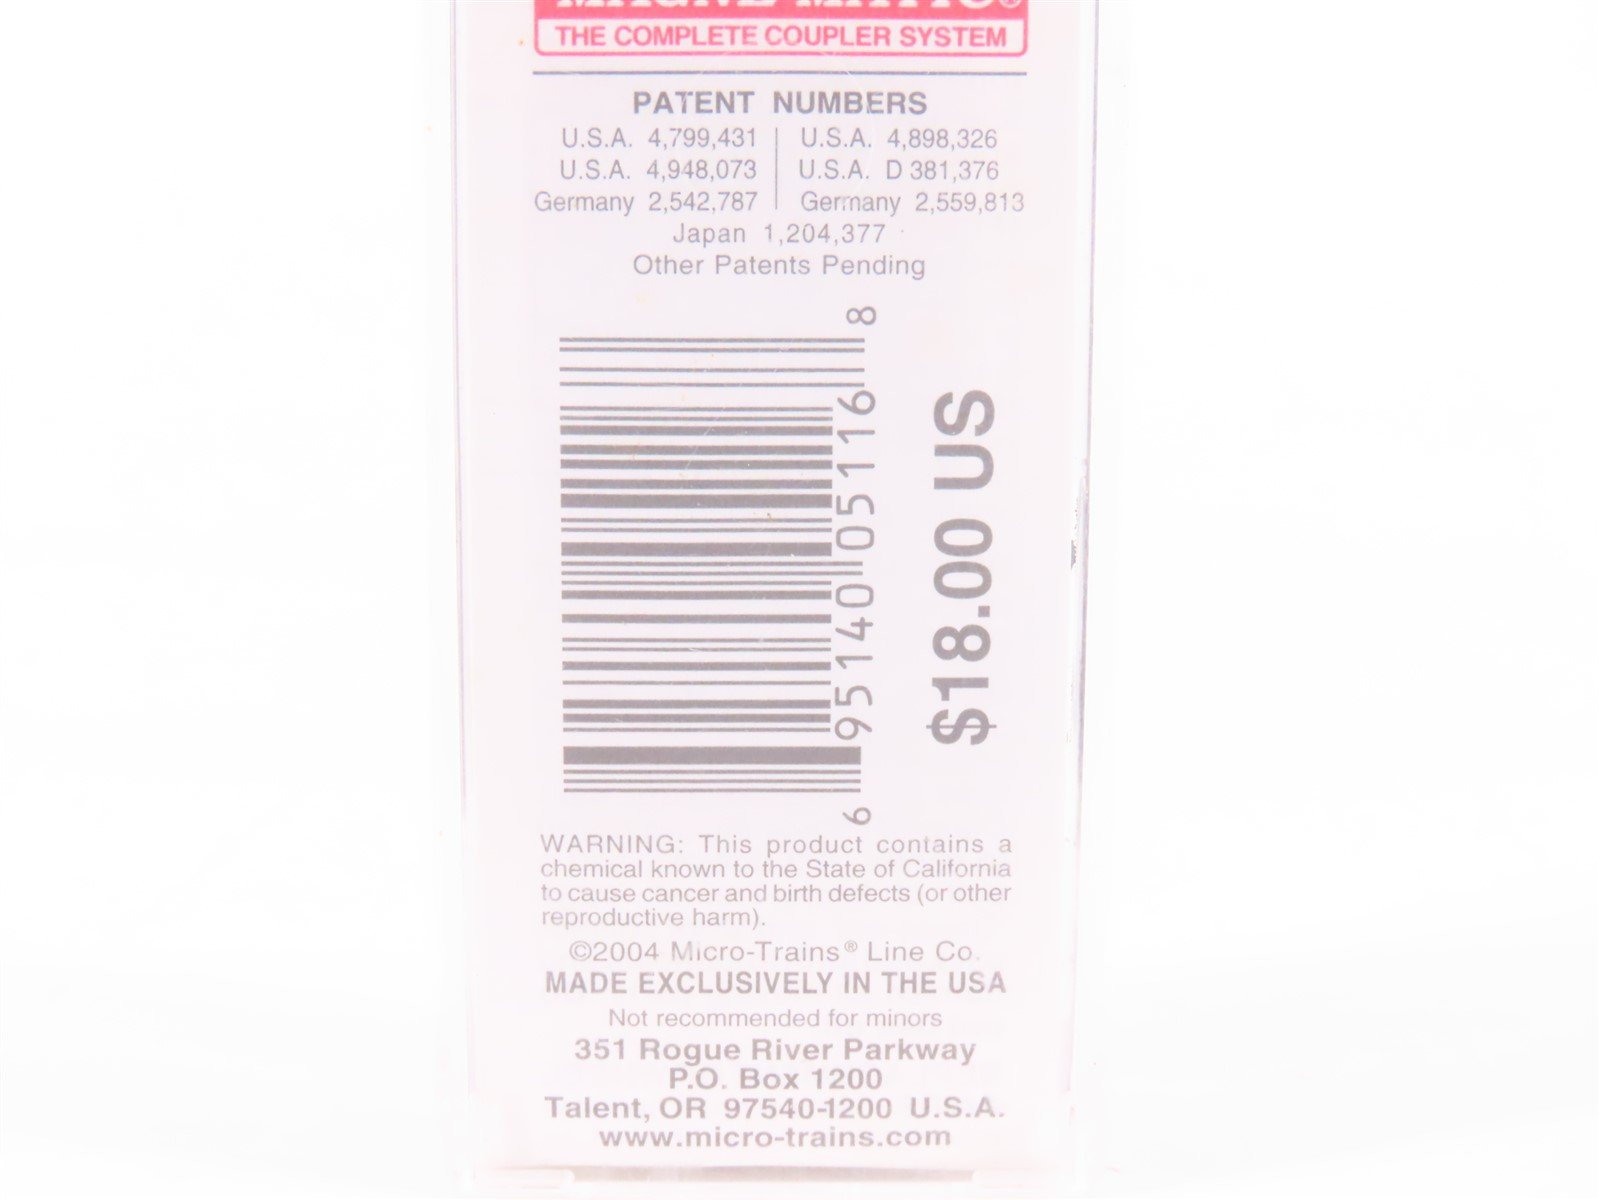 MAGNE-MATIC®
THE COMPLETE COUPLER SYSTEM
PATENT NUMBERS
U.S.A. 4,799,431 | U.S.A. 4,898,326
U.S.A. 4,948,073 | U.S.A. D 381,376
Germany 2,542,787 | Germany 2,559,813
Japan 1,204,377
Other Patents Pending
6 95140 05116 8
$18.00 US
WARNING: This product contains a
chemical known to the State of California
to cause cancer and birth defects (or other
reproductive harm).
©2004 Micro-Trains® Line Co.
MADE EXCLUSIVELY IN THE USA
Not recommended for minors
351 Rogue River Parkway
P.O. Box 1200
Talent, OR 97540-1200 U.S.A.
www.micro-trains.com